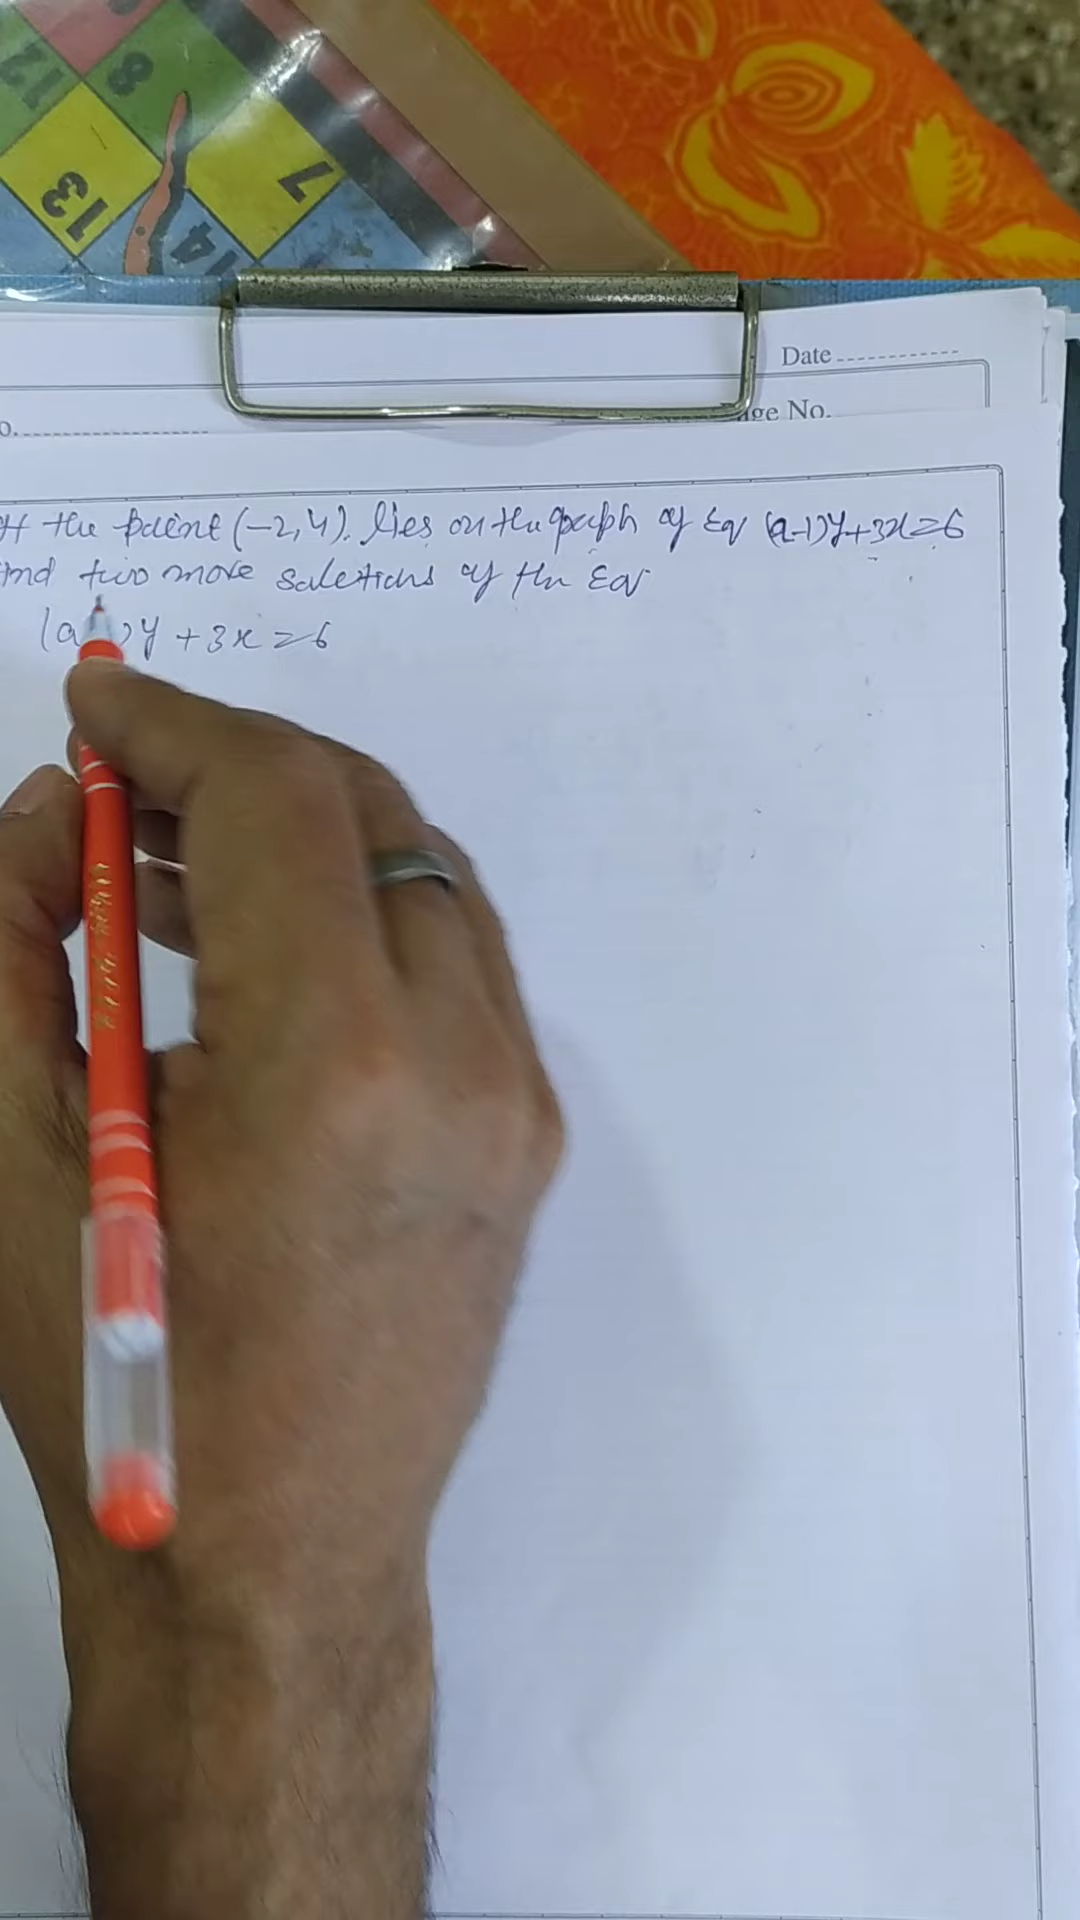 8
12
13
7
14
Date
o.
ge No.
If the point (-2,4). lies on the graph of Eq (a-1)y+3x=6
ind two more solutions of the Eq
(a y + 3x = 6